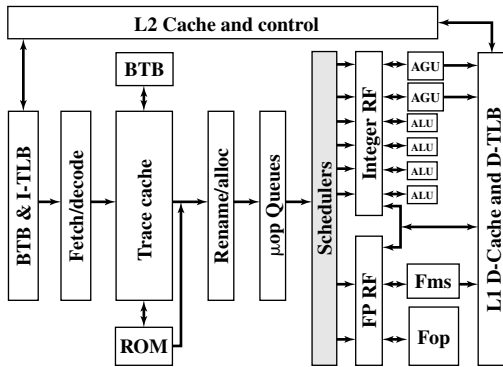 L2 Cache and control
BTB
BTB & I-TLB
Fetch/decode
Trace cache
ROM
Rename/alloc
µop Queues
Schedulers
Integer RF
FP RF
AGU
AGU
ALU
ALU
ALU
ALU
Fms
Fop
L1 D-Cache and D-TLB